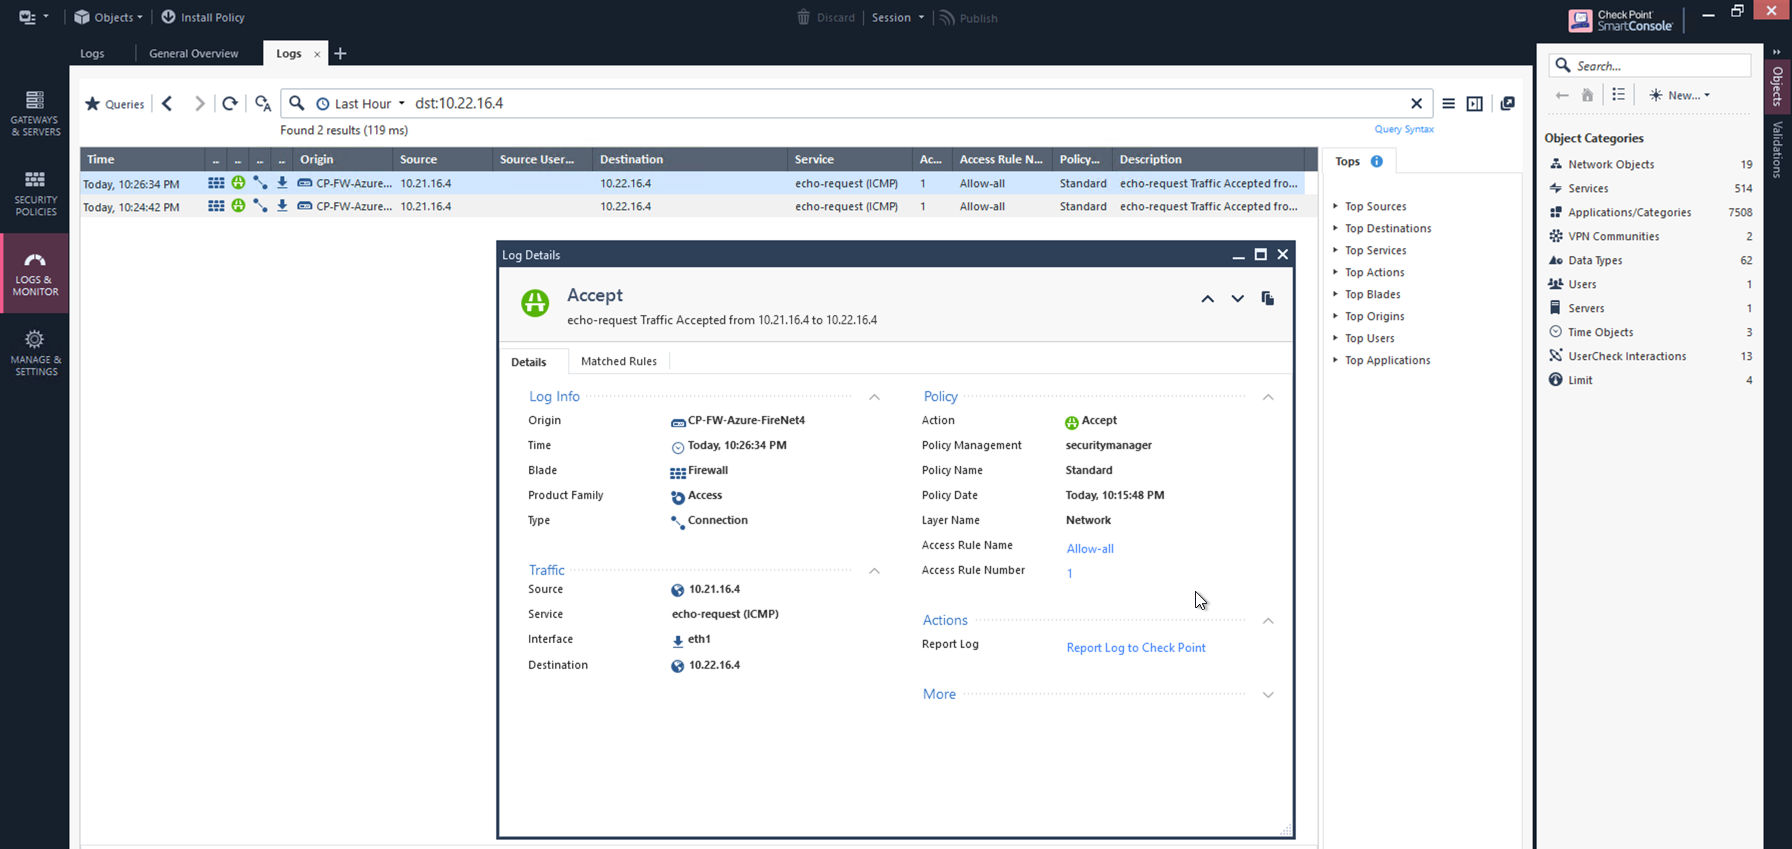 Objects
Install Policy
Discard
Session
Publish
Check Point
SmartConsole
Logs
General Overview
Logs
GATEWAYS
& SERVERS
SECURITY
POLICIES
LOGS &
MONITOR
MANAGE &
SETTINGS
Queries
Last Hour
dst:10.22.16.4
Found 2 results (119 ms)
Query Syntax
Time .. .. .. .. Origin Source Source User... Destination Service Ac... Access Rule N... Policy... Description
Today, 10:26:34 PM CP-FW-Azure... 10.21.16.4 10.22.16.4 echo-request (ICMP) 1 Allow-all Standard echo-request Traffic Accepted fro...
Today, 10:24:42 PM CP-FW-Azure... 10.21.16.4 10.22.16.4 echo-request (ICMP) 1 Allow-all Standard echo-request Traffic Accepted fro...
Log Details
Accept
echo-request Traffic Accepted from 10.21.16.4 to 10.22.16.4
Details
Matched Rules
Log Info
Origin CP-FW-Azure-FireNet4
Time Today, 10:26:34 PM
Blade Firewall
Product Family Access
Type Connection
Traffic
Source 10.21.16.4
Service echo-request (ICMP)
Interface eth1
Destination 10.22.16.4
Policy
Action Accept
Policy Management securitymanager
Policy Name Standard
Policy Date Today, 10:15:48 PM
Layer Name Network
Access Rule Name Allow-all
Access Rule Number 1
Actions
Report Log Report Log to Check Point
More
Tops
Top Sources
Top Destinations
Top Services
Top Actions
Top Blades
Top Origins
Top Users
Top Applications
Search...
New...
Object Categories
Network Objects 19
Services 514
Applications/Categories 7508
VPN Communities 2
Data Types 62
Users 1
Servers 1
Time Objects 3
UserCheck Interactions 13
Limit 4
Objects
Validations